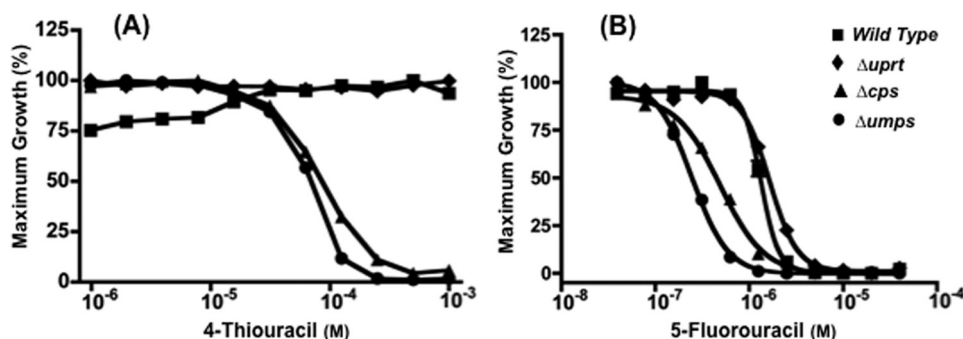 (A)
Maximum Growth (%)
125
100
75
50
25
0
10-6
10-5
10-4
10-3
4-Thiouracil (M)
(B)
Maximum Growth (%)
125
100
75
50
25
0
10-8
10-7
10-6
10-5
10-4
5-Fluorouracil (M)
Wild Type
Δuprt
Δcps
Δumps